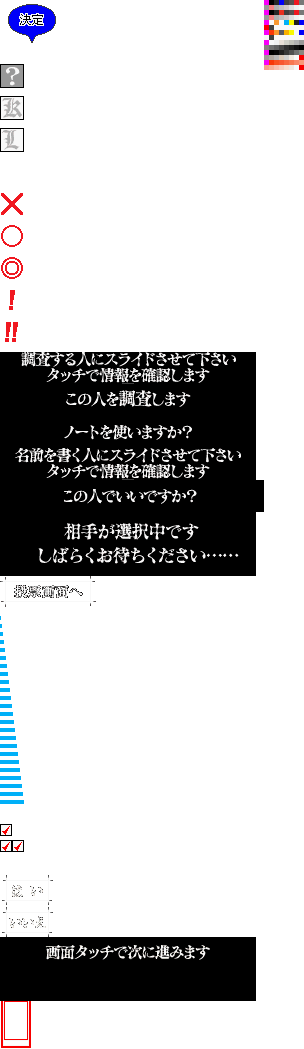 決定
?
K
L
!
!!
調査する人にスライドさせて下さい
タッチで情報を確認します
この人を調査します
ノートを使いますか?
名前を書く人にスライドさせて下さい
タッチで情報を確認します
この人でいいですか?
相手が選択中です
しばらくお待ちください……
投票画面へ
はい
いいえ
画面タッチで次に進みます